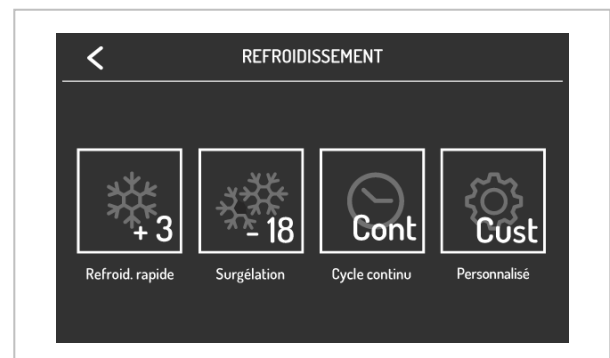 REFROIDISSEMENT
+ 3
- 18
Cont
Cust
Refroid. rapide
Surgélation
Cycle continu
Personnalisé